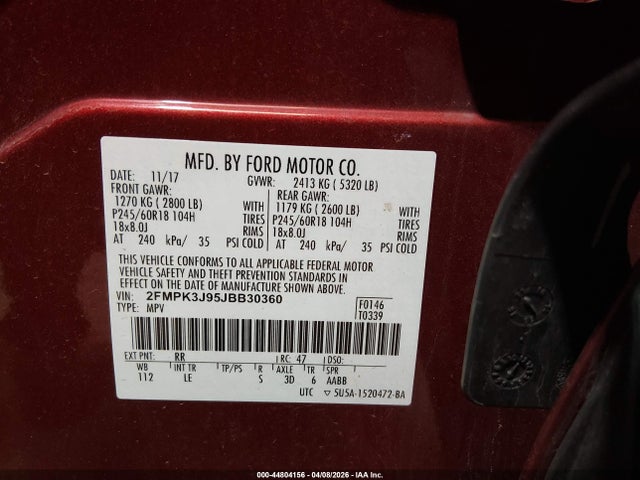 MFD. BY FORD MOTOR CO.
DATE: 11/17 GVWR: 2413 KG ( 5320 LB)
FRONT GAWR: REAR GAWR:
1270 KG ( 2800 LB) WITH 1179 KG ( 2600 LB) WITH
P245/60R18 104H TIRES P245/60R18 104H TIRES
18x8.0J RIMS 18x8.0J RIMS
AT 240 kPa/ 35 PSI COLD AT 240 kPa/ 35 PSI COLD
THIS VEHICLE CONFORMS TO ALL APPLICABLE FEDERAL MOTOR
VEHICLE SAFETY AND THEFT PREVENTION STANDARDS IN
EFFECT ON THE DATE OF MANUFACTURE SHOWN ABOVE.
VIN: 2FMPK3J95JBB30360 F0146
TYPE: MPV T0339
EXT PNT: RR RC: 47 DSO:
WB INT TR TP/PS R AXLE TR SPR
112 LE S 3D 6 AABB
UTC ▽ 5U5A-1520472-BA
000-44804156 - 04/08/2026 - IAA Inc.